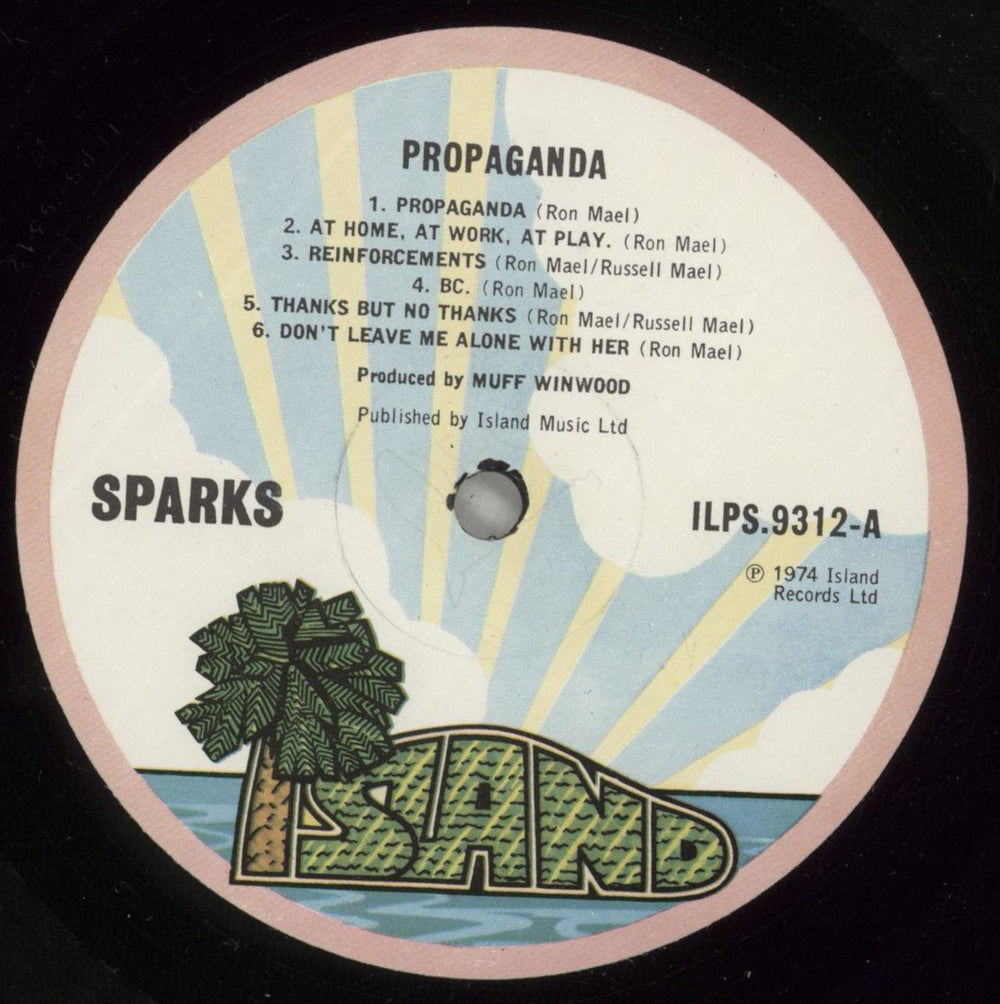 PROPAGANDA
1. PROPAGANDA (Ron Mael)
2. AT HOME, AT WORK, AT PLAY. (Ron Mael)
3. REINFORCEMENTS (Ron Mael/Russell Mael)
4. BC. (Ron Mael)
5. THANKS BUT NO THANKS (Ron Mael/Russell Mael)
6. DON'T LEAVE ME ALONE WITH HER (Ron Mael)
Produced by MUFF WINWOOD
Published by Island Music Ltd
SPARKS
ILPS.9312-A
Ⓟ 1974 Island
Records Ltd
ISLAND